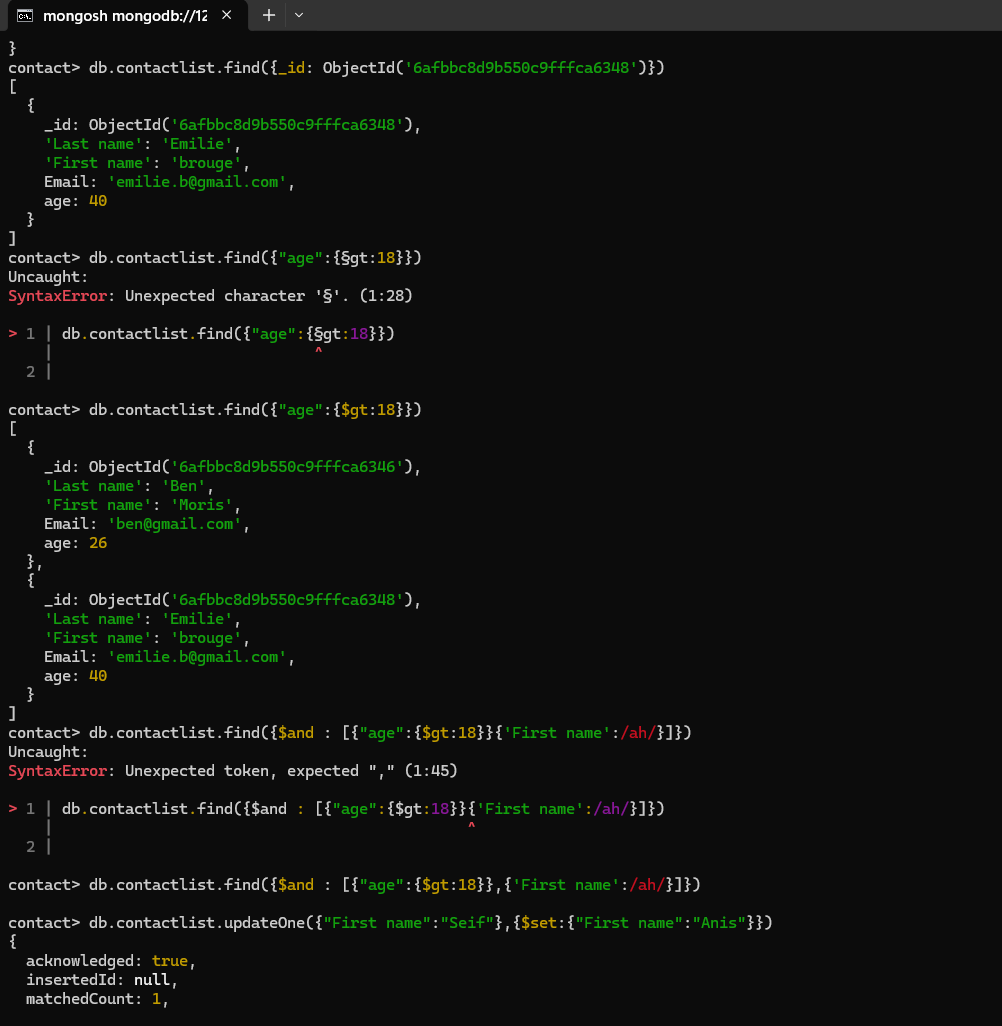 mongosh mongodb://12
}
contact> db.contactlist.find({_id: ObjectId('6afbbc8d9b550c9fffca6348')})
[
  {
    _id: ObjectId('6afbbc8d9b550c9fffca6348'),
    'Last name': 'Emilie',
    'First name': 'brouge',
    Email: 'emilie.b@gmail.com',
    age: 40
  }
]
contact> db.contactlist.find({"age":{§gt:18}})
Uncaught:
SyntaxError: Unexpected character '§'. (1:28)
> 1 | db.contactlist.find({"age":{§gt:18}})
    |                             ^
  2 |
contact> db.contactlist.find({"age":{$gt:18}})
[
  {
    _id: ObjectId('6afbbc8d9b550c9fffca6346'),
    'Last name': 'Ben',
    'First name': 'Moris',
    Email: 'ben@gmail.com',
    age: 26
  },
  {
    _id: ObjectId('6afbbc8d9b550c9fffca6348'),
    'Last name': 'Emilie',
    'First name': 'brouge',
    Email: 'emilie.b@gmail.com',
    age: 40
  }
]
contact> db.contactlist.find({$and : [{"age":{$gt:18}}{'First name':/ah/}]})
Uncaught:
SyntaxError: Unexpected token, expected "," (1:45)
> 1 | db.contactlist.find({$and : [{"age":{$gt:18}}{'First name':/ah/}]})
    |                                              ^
  2 |
contact> db.contactlist.find({$and : [{"age":{$gt:18}},{'First name':/ah/}]})
contact> db.contactlist.updateOne({"First name":"Seif"},{$set:{"First name":"Anis"}})
{
  acknowledged: true,
  insertedId: null,
  matchedCount: 1,